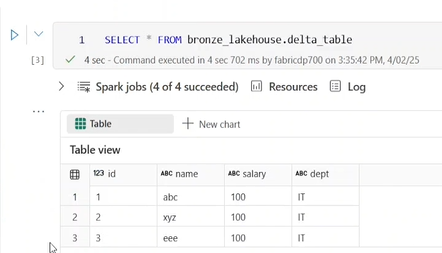 1 SELECT * FROM bronze_lakehouse.delta_table
[3] ✓ 4 sec - Command executed in 4 sec 702 ms by fabricdp700 on 3:35:42 PM, 4/02/25
> Spark jobs (4 of 4 succeeded) Resources Log
...
Table + New chart
Table view
123 id ABC name ABC salary ABC dept
1 1 abc 100 IT
2 2 xyz 100 IT
3 3 eee 100 IT